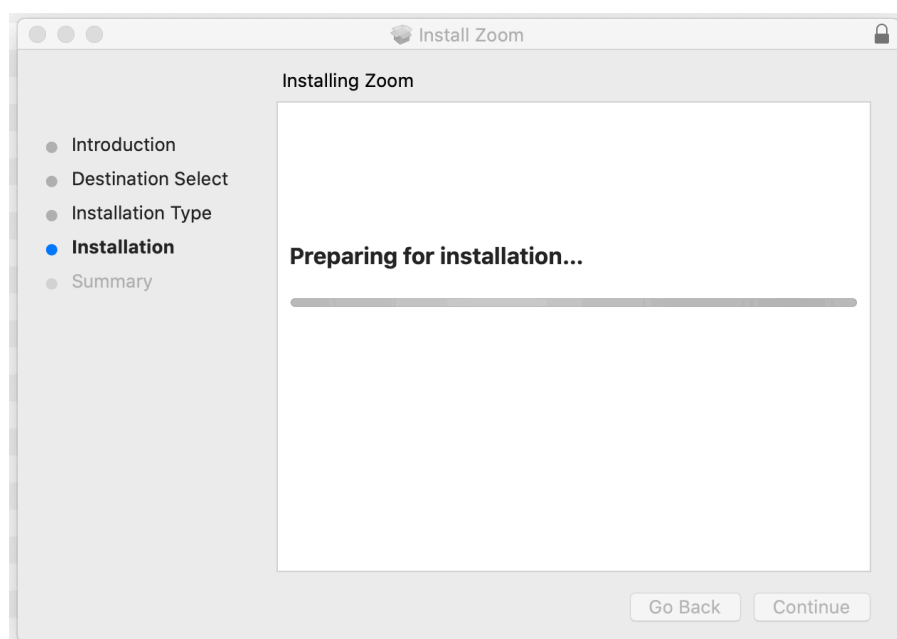 Install Zoom
Installing Zoom
Introduction
Destination Select
Installation Type
Installation
Summary
Preparing for installation...
Go Back
Continue